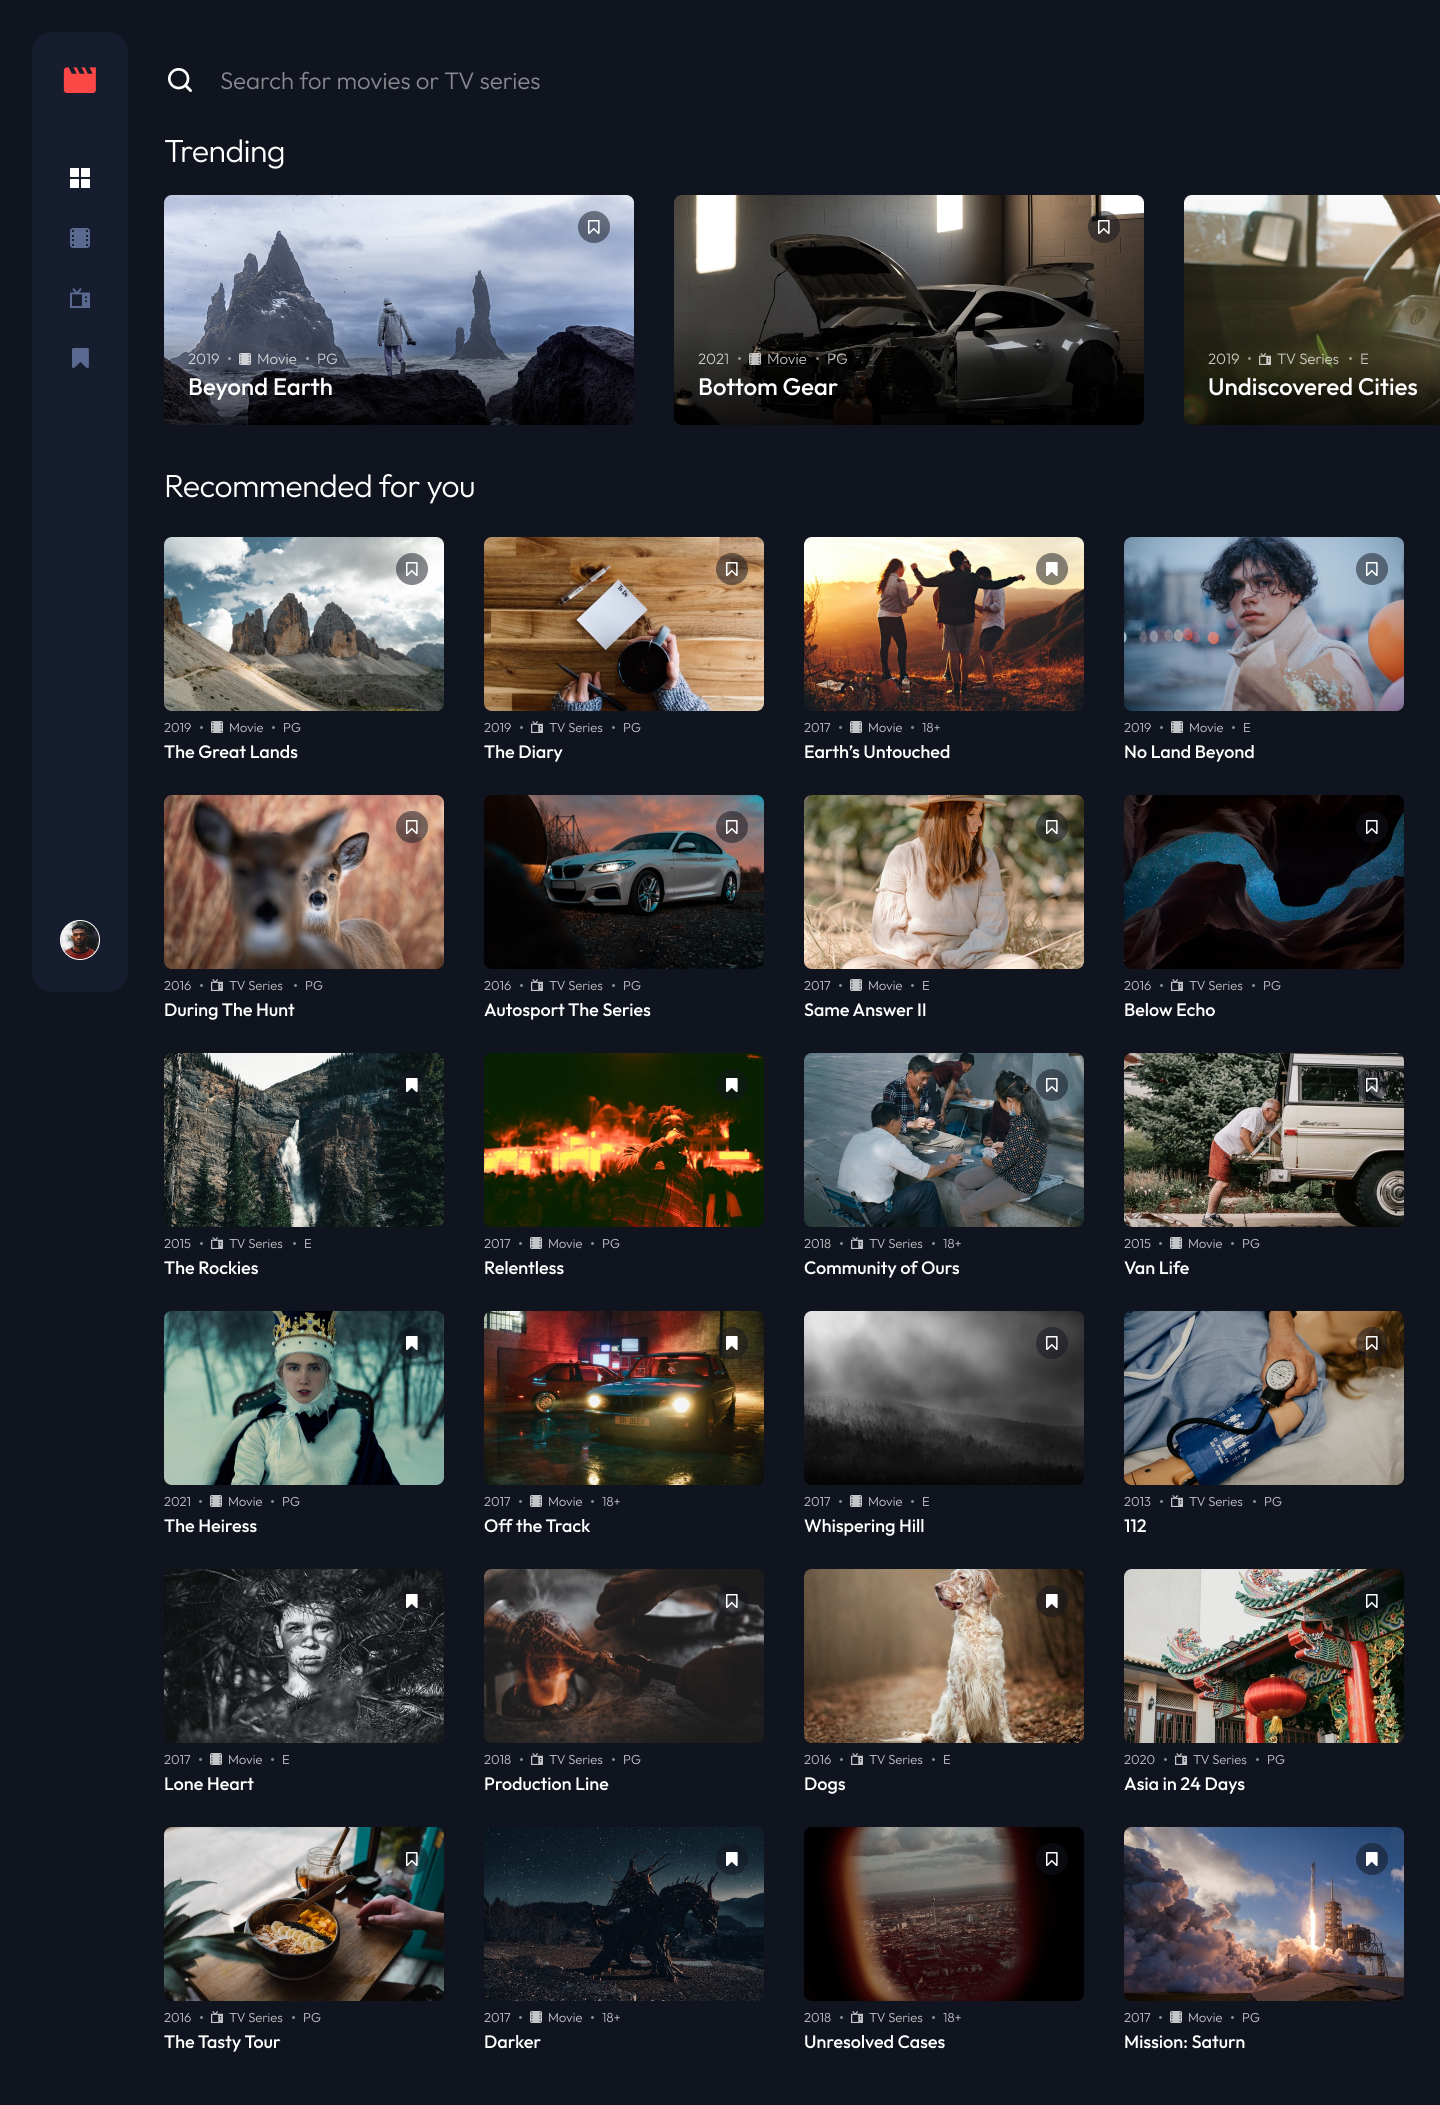 Search for movies or TV series
Trending
2019 • Movie • PG
Beyond Earth
2021 • Movie • PG
Bottom Gear
2019 • TV Series • E
Undiscovered Cities
Recommended for you
2019 • Movie • PG
The Great Lands
2019 • TV Series • PG
The Diary
2017 • Movie • 18+
Earth’s Untouched
2019 • Movie • E
No Land Beyond
2016 • TV Series • PG
During The Hunt
2016 • TV Series • PG
Autosport The Series
2017 • Movie • E
Same Answer II
2016 • TV Series • PG
Below Echo
2015 • TV Series • E
The Rockies
2017 • Movie • PG
Relentless
2018 • TV Series • 18+
Community of Ours
2015 • Movie • PG
Van Life
2021 • Movie • PG
The Heiress
2017 • Movie • 18+
Off the Track
2017 • Movie • E
Whispering Hill
2013 • TV Series • PG
112
2017 • Movie • E
Lone Heart
2018 • TV Series • PG
Production Line
2016 • TV Series • E
Dogs
2020 • TV Series • PG
Asia in 24 Days
2016 • TV Series • PG
The Tasty Tour
2017 • Movie • 18+
Darker
2018 • TV Series • 18+
Unresolved Cases
2017 • Movie • PG
Mission: Saturn